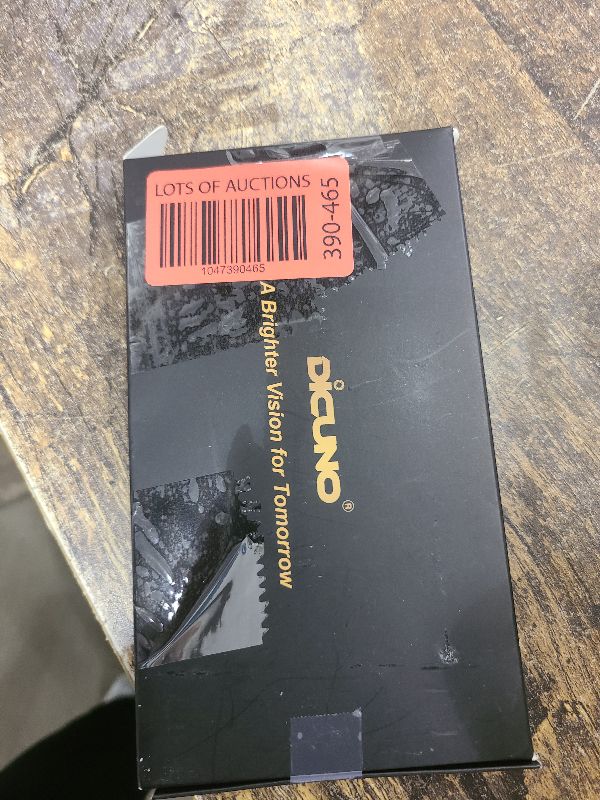 LOTS OF AUCTIONS
1047390465
390-465
DiCUNO®
A Brighter Vision for Tomorrow